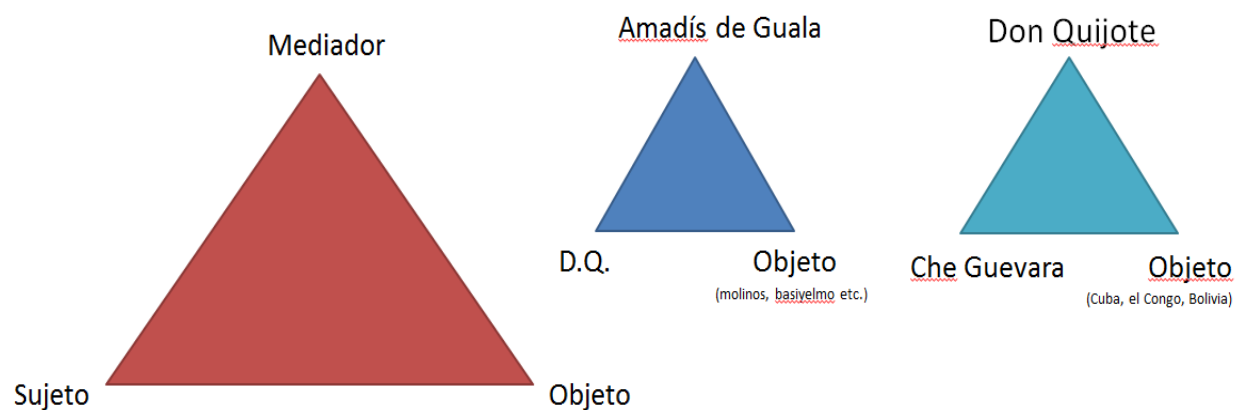 Mediador
Sujeto
Objeto
Amadís de Guala
D.Q.
Objeto
(molinos, basiyelmo etc.)
Don Quijote
Che Guevara
Objeto
(Cuba, el Congo, Bolivia)